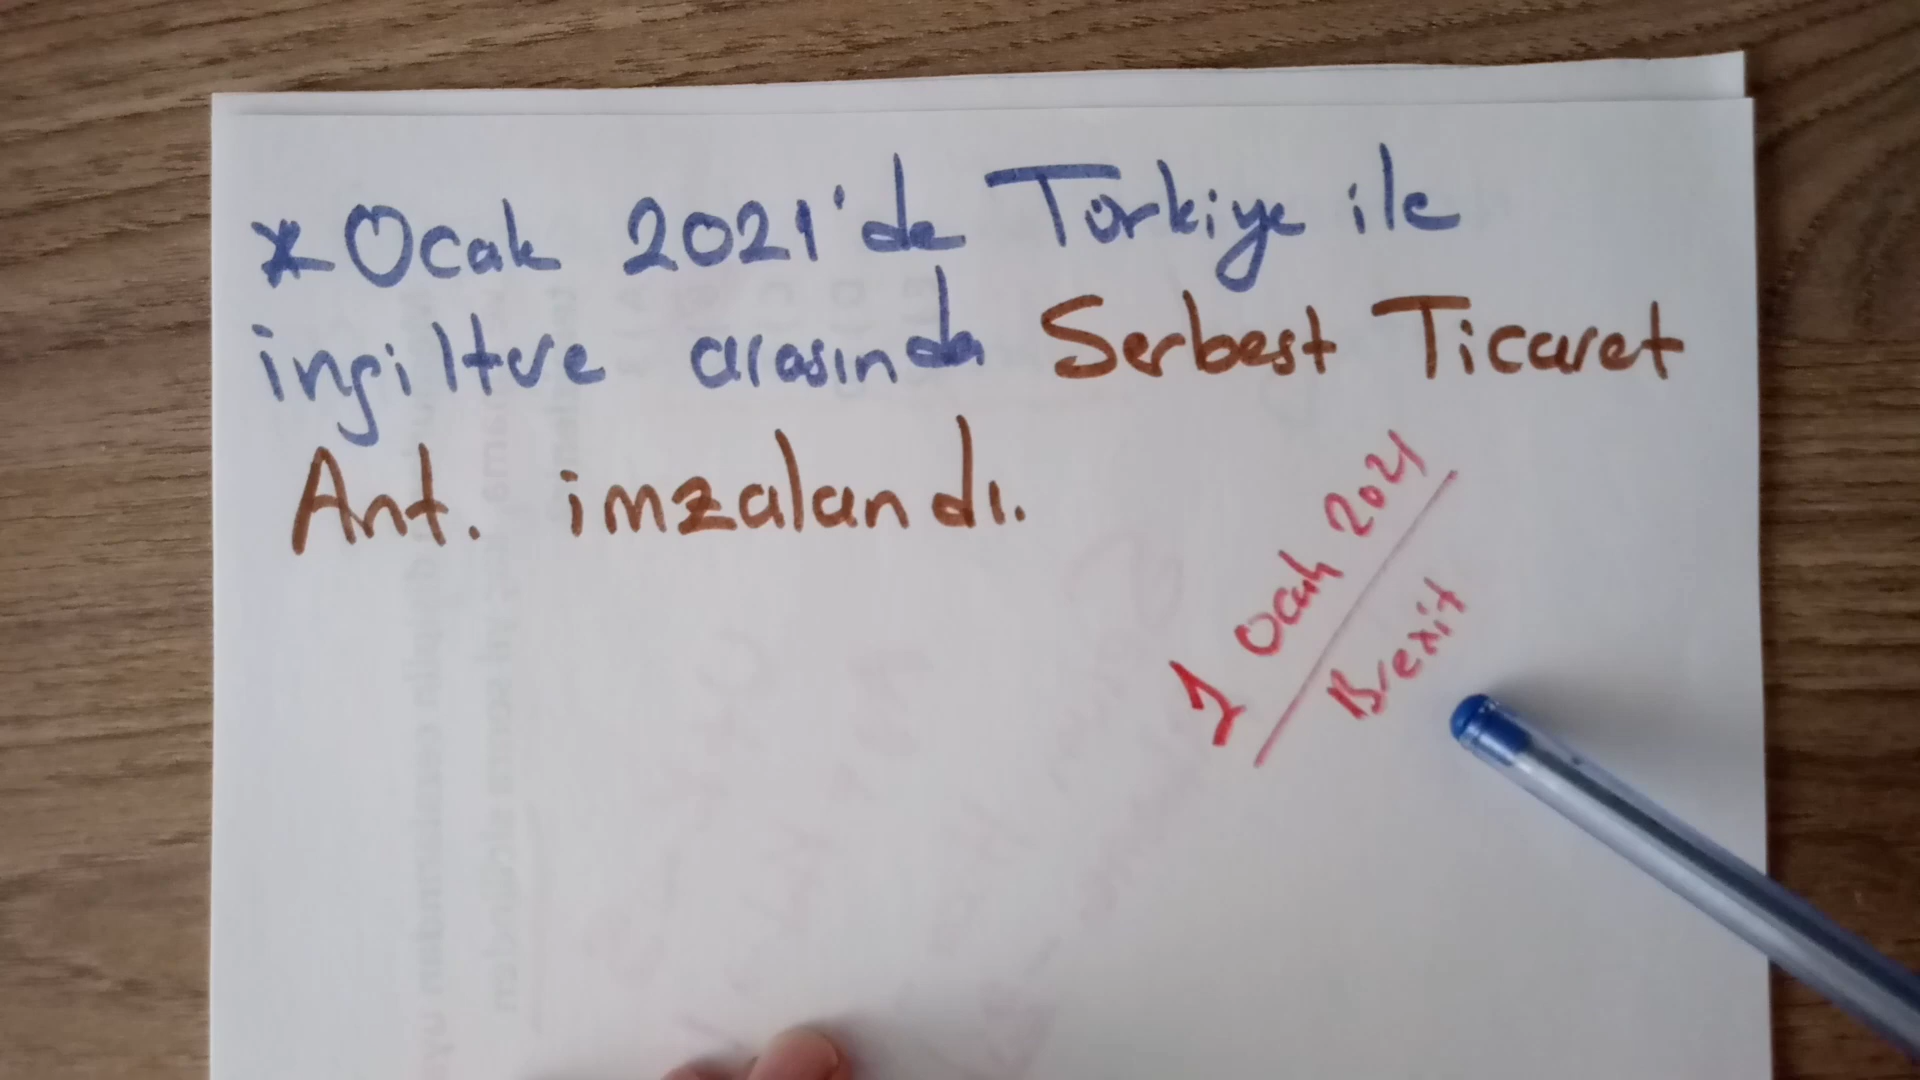 *Ocak 2021'de Türkiye ile
ingiltere arasında Serbest Ticaret
Ant. imzalandı.
1 Ocak 2021
Brexit